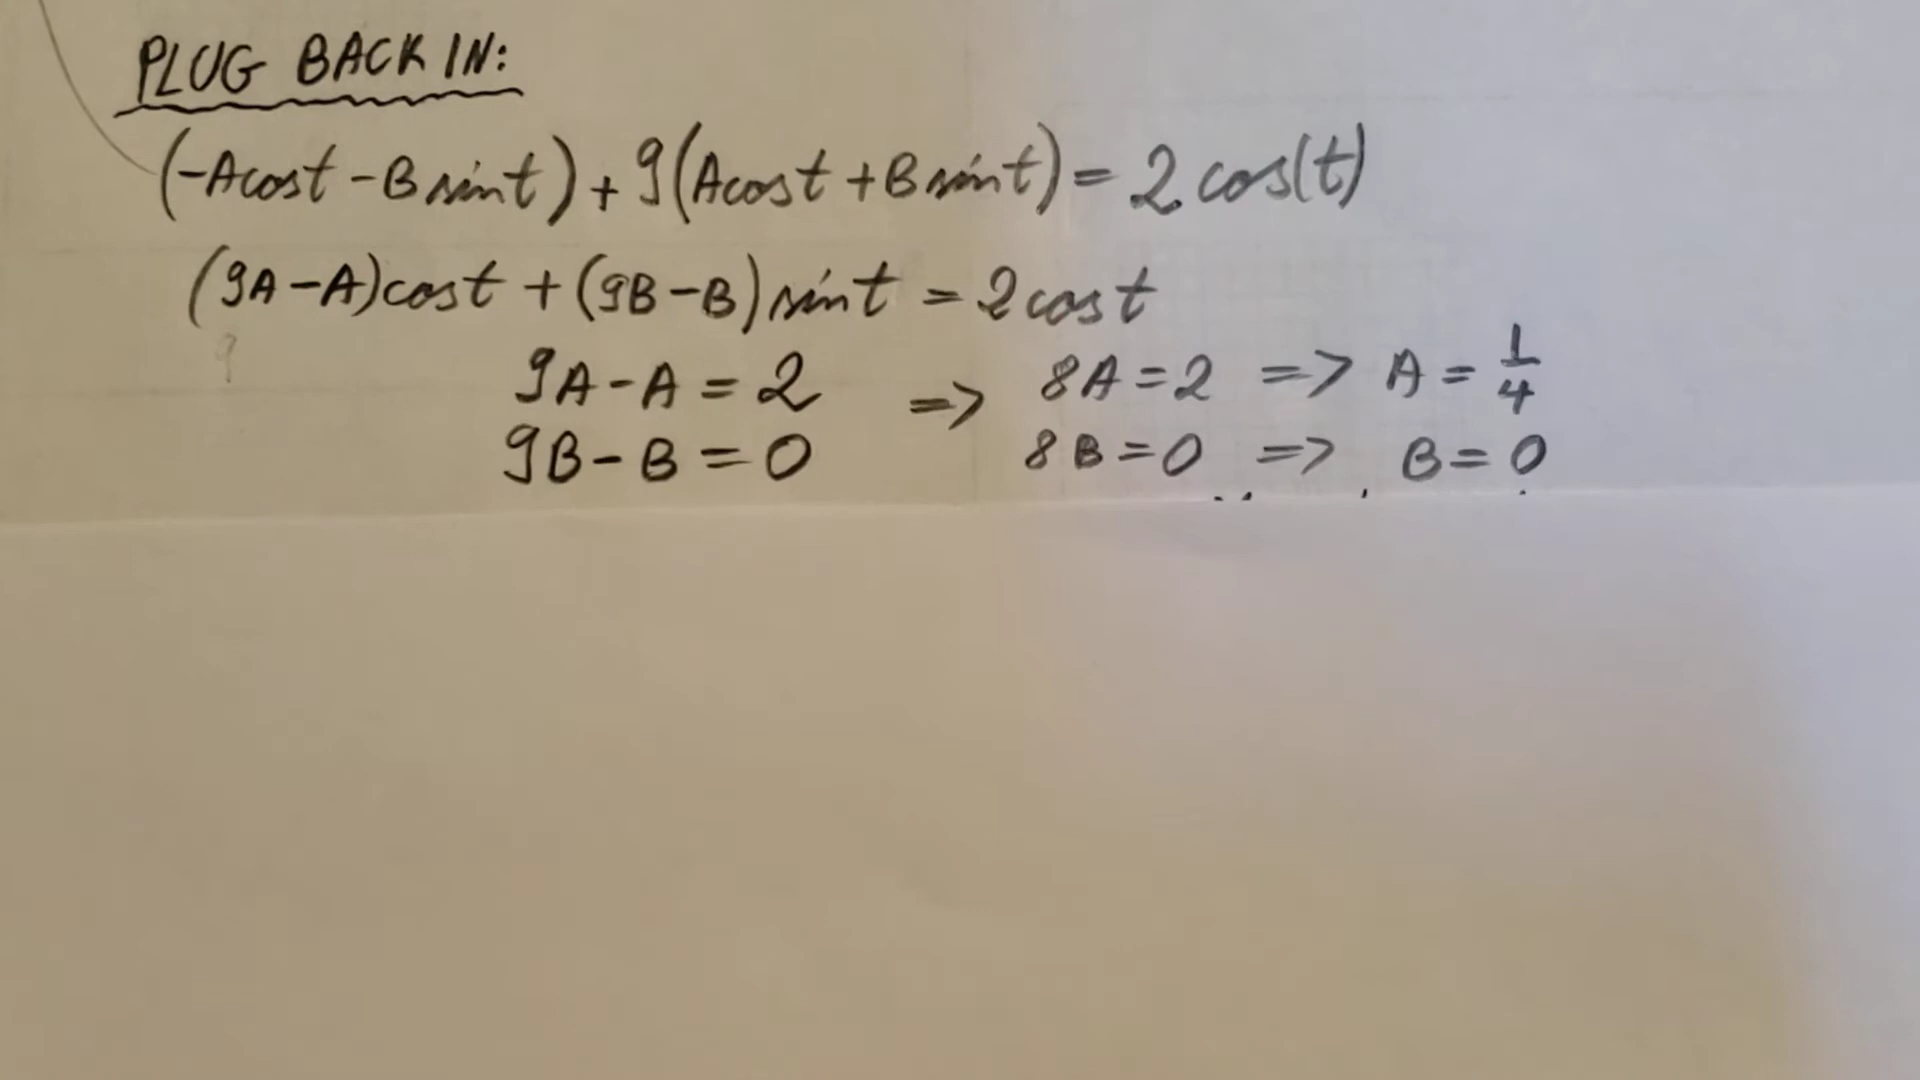 PLUG BACK IN:
(-Acost - Bsint) + 9(Acost + Bsint) = 2cos(t)
(9A-A)cost + (9B-B)sint = 2cost
9A-A = 2 => 8A=2 => A = 1/4
9B-B = 0 8B=0 => B= 0